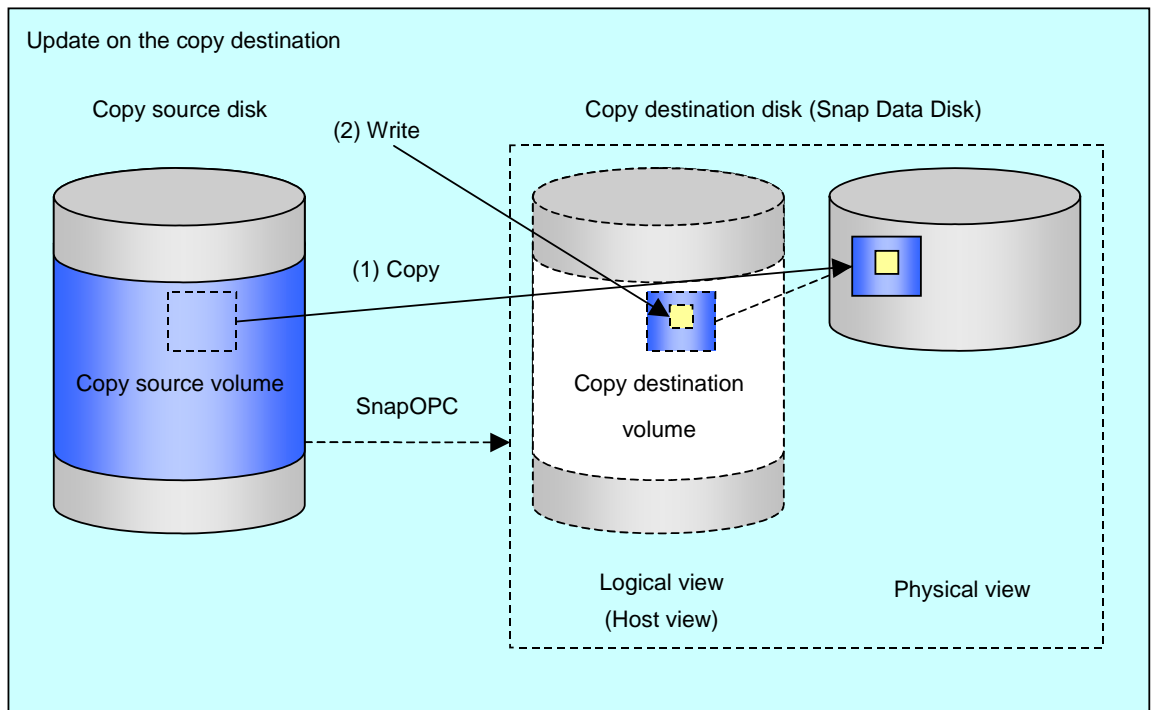 Update on the copy destination
Copy source disk
Copy destination disk (Snap Data Disk)
(2) Write
(1) Copy
Copy source volume
Copy destination
volume
SnapOPC
Logical view
(Host view)
Physical view